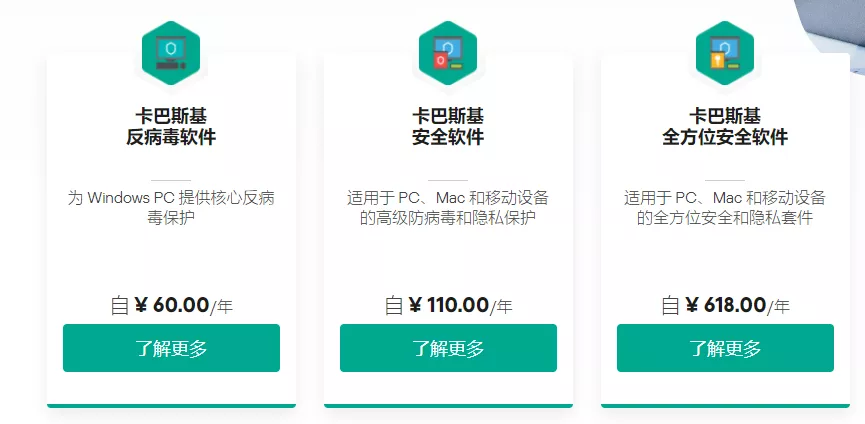 卡巴斯基
反病毒软件
为 Windows PC 提供核心反病
毒保护
自 ¥ 60.00/年
了解更多
卡巴斯基
安全软件
适用于 PC、Mac 和移动设备
的高级防病毒和隐私保护
自 ¥ 110.00/年
了解更多
卡巴斯基
全方位安全软件
适用于 PC、Mac 和移动设备
的全方位安全和隐私套件
自 ¥ 618.00/年
了解更多